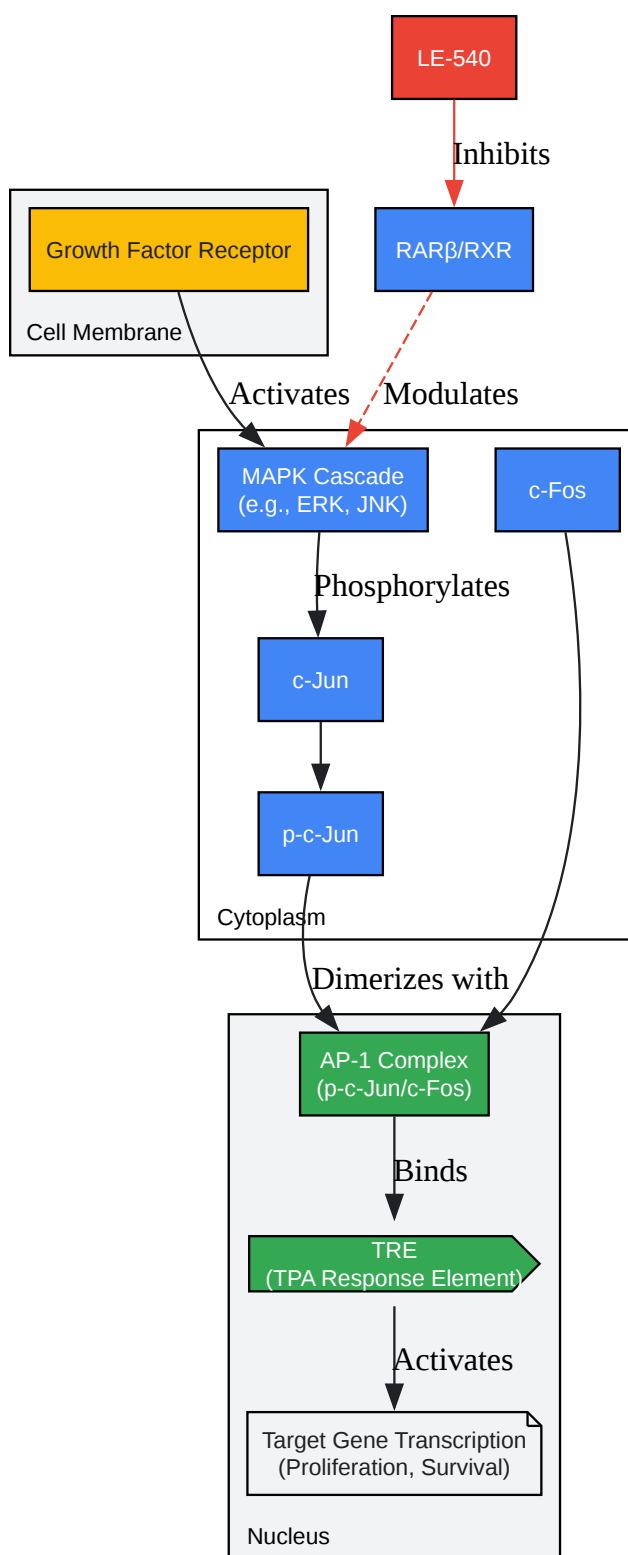 LE-540
Inhibits
Growth Factor Receptor
RARβ/RXR
Cell Membrane
Activates
Modulates
MAPK Cascade
(e.g., ERK, JNK)
c-Fos
Phosphorylates
c-Jun
p-c-Jun
Cytoplasm
Dimerizes with
AP-1 Complex
(p-c-Jun/c-Fos)
Binds
TRE
(TPA Response Element)
Activates
Target Gene Transcription
(Proliferation, Survival)
Nucleus